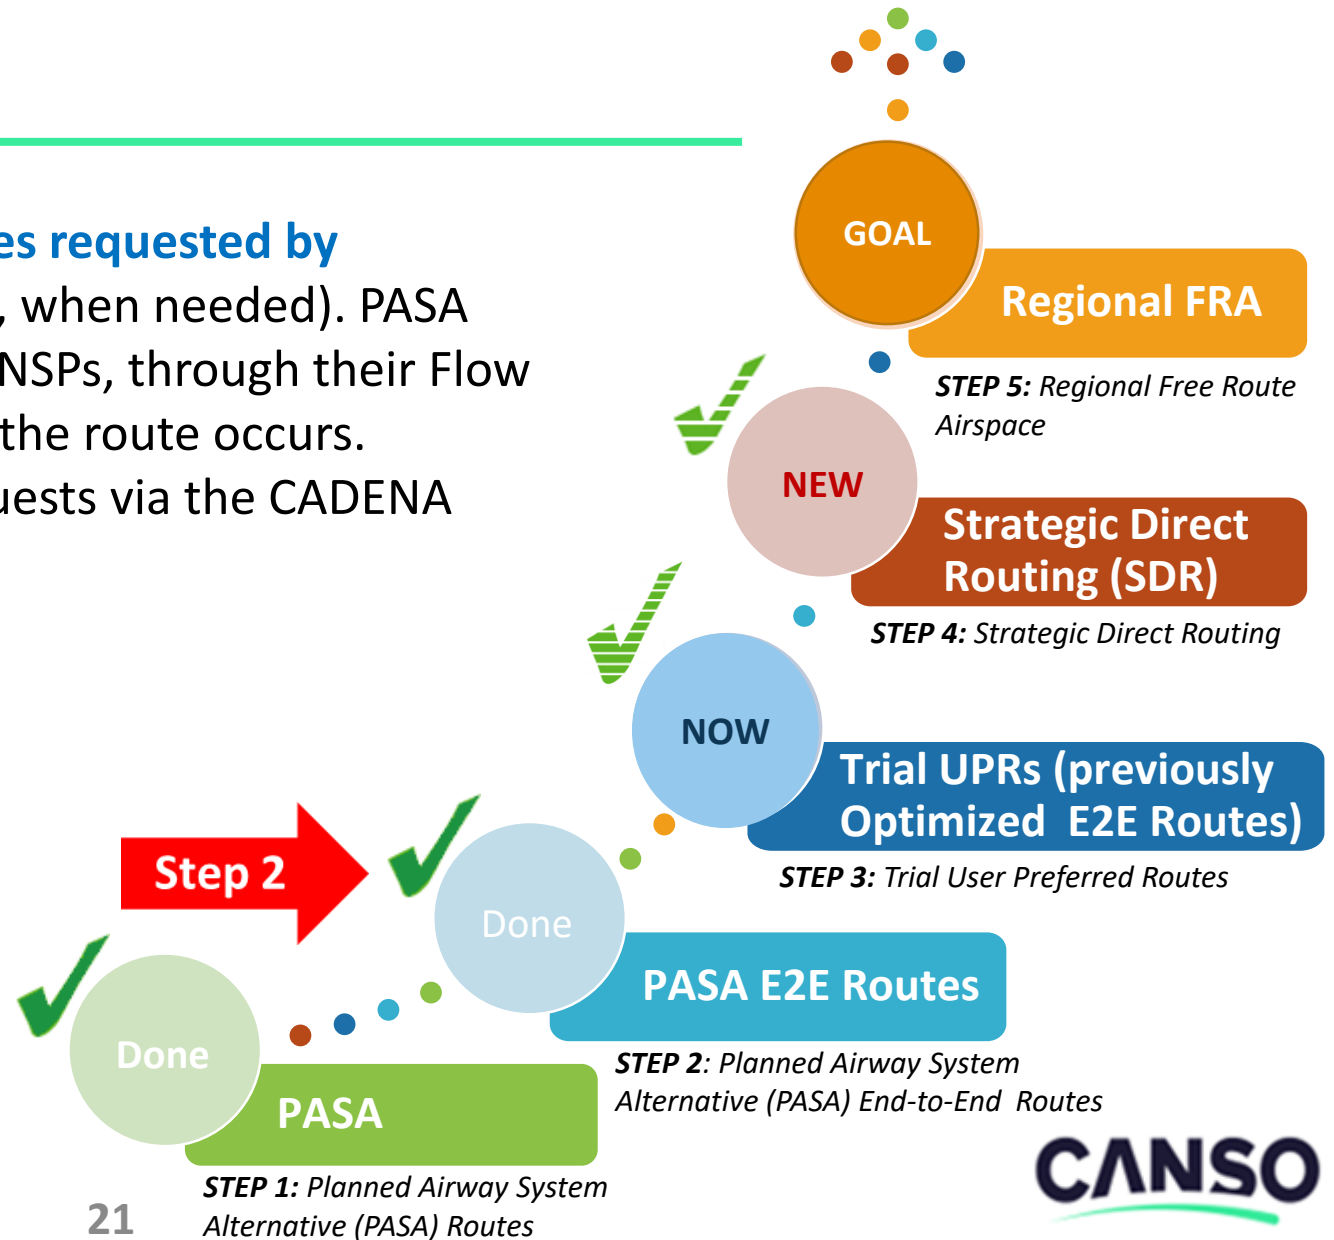 es requested by
, when needed). PASA
NSPs, through their Flow
the route occurs.
uests via the CADENA
GOAL
Regional FRA
STEP 5: Regional Free Route
Airspace
NEW
Strategic Direct
Routing (SDR)
STEP 4: Strategic Direct Routing
NOW
Trial UPRs (previously
Optimized E2E Routes)
STEP 3: Trial User Preferred Routes
Step 2
Done
PASA E2E Routes
STEP 2: Planned Airway System
Alternative (PASA) End-to-End Routes
Done
PASA
STEP 1: Planned Airway System
Alternative (PASA) Routes
21
CANSO